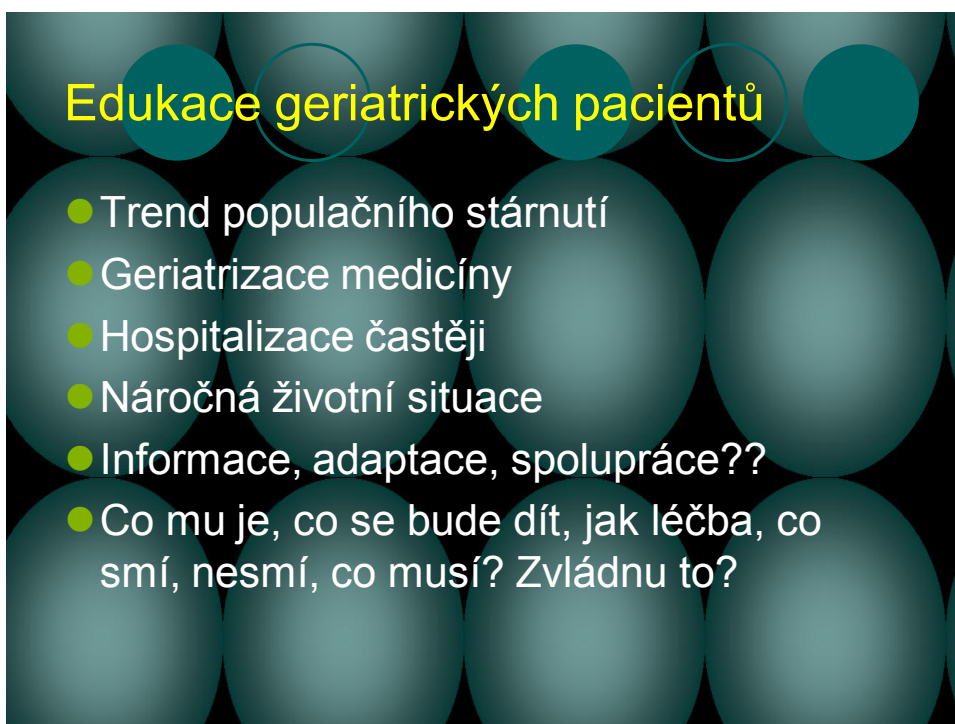 Edukace geriatrických pacientů
Trend populačního stárnutí
Geriatrizace medicíny
Hospitalizace častěji
Náročná životní situace
Informace, adaptace, spolupráce??
Co mu je, co se bude dít, jak léčba, co
smí, nesmí, co musí? Zvládnu to?